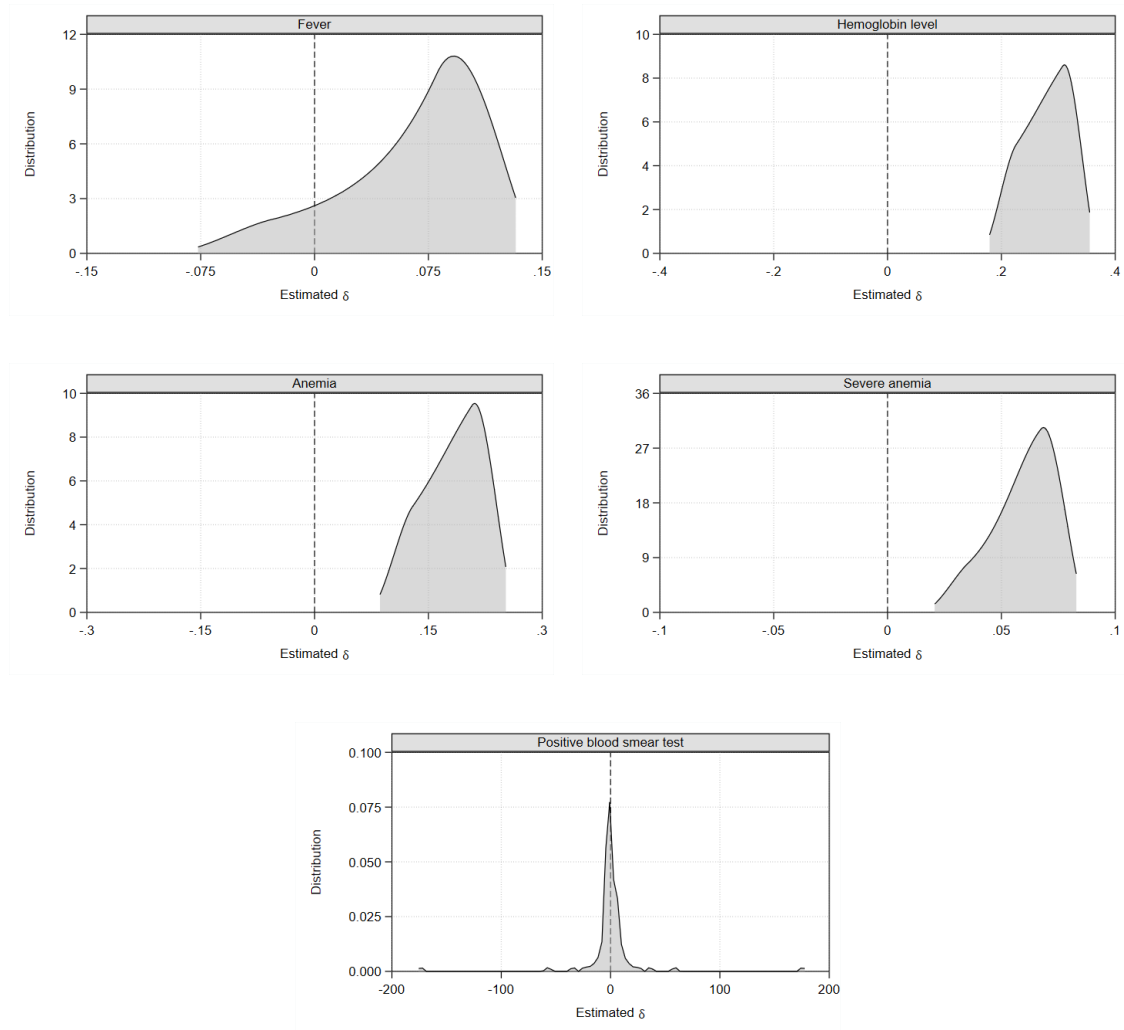 Fever
Distribution
12
9
6
3
0
-.15 -.075 0 .075 .15
Estimated δ
Hemoglobin level
Distribution
10
8
6
4
2
0
-.4 -.2 0 .2 .4
Estimated δ
Anemia
Distribution
10
8
6
4
2
0
-.3 -.15 0 .15 .3
Estimated δ
Severe anemia
Distribution
36
27
18
9
0
-.1 -.05 0 .05 .1
Estimated δ
Positive blood smear test
Distribution
0.100
0.075
0.050
0.025
0.000
-200 -100 0 100 200
Estimated δ